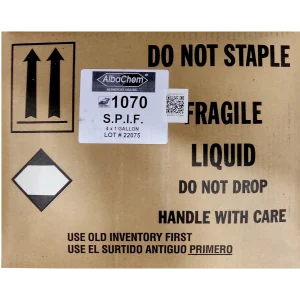 DO NOT STAPLE
AlbaChem
1070
S.P.I.F.
4 x 1 GALLON
LOT # 22075
FRAGILE
LIQUID
DO NOT DROP
HANDLE WITH CARE
USE OLD INVENTORY FIRST
USE EL SURTIDO ANTIGUO PRIMERO